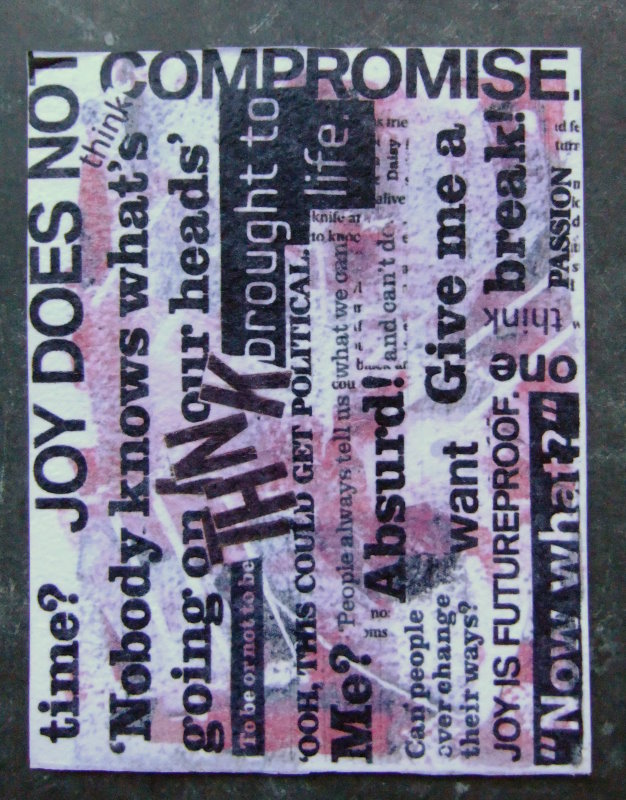 COMPROMISE.
JOY DOES NOT
think
time?
'Nobody knows what's
going on
our heads'
THINK
brought to
life.
To be or not to be
'OOH, THIS COULD GET POLITICAL.
knife
Daisy
alive
'People always tell us what we can
and can't do
Me?
Absurd!
Give me a
break!
want
Can people
ever change
their ways?
JOY IS FUTUREPROOF.
PASSION
think
one
"Now what?"